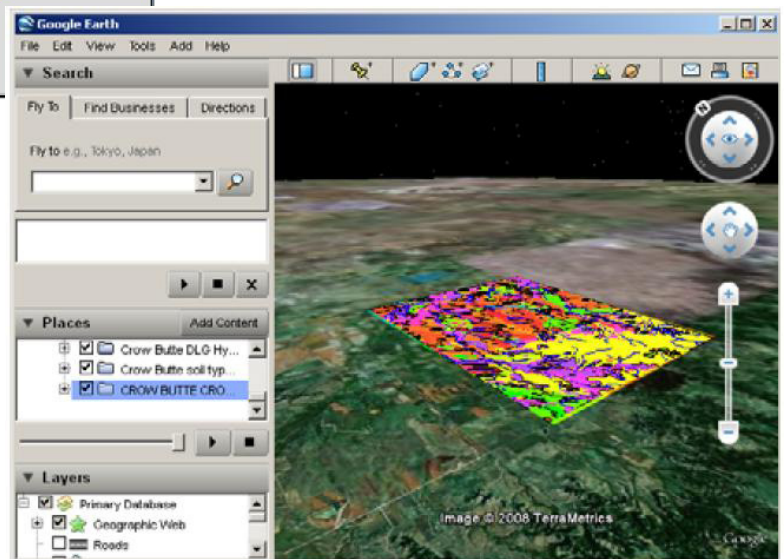 Google Earth
File Edit View Tools Add Help
Search
Fly To Find Businesses Directions
Fly to e.g., Tokyo, Japan
N
Places Add Content
Crow Butte DLG Hy...
Crow Butte soil typ...
CROW BUTTE CRO...
Layers
Primary Database
Geographic Web
Roads
Image © 2008 TerraMetrics
Google